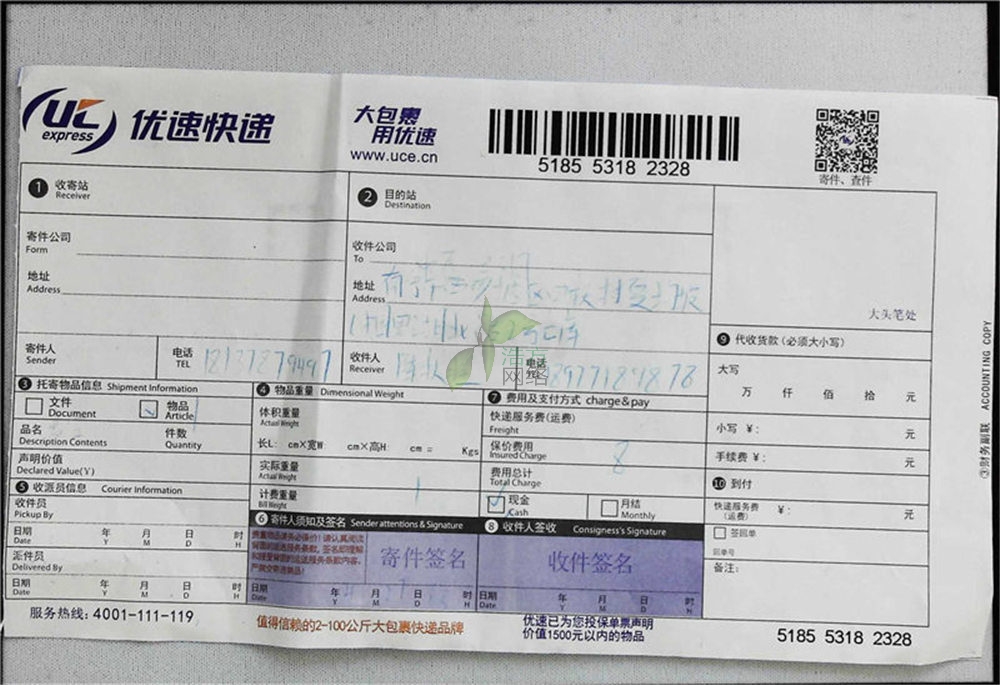 UC express 优速快递
大包裹
用优速
www.uce.cn
5185 5318 2328
寄件、查件
1 收寄站
Receiver
2 目的站
Destination
寄件公司
Form
收件公司
To
地址
Address
地址
Address
大头笔处
寄件人
Sender
电话
TEL
收件人
Receiver
电话
浩方
网络
3 托寄物品信息 Shipment Information
文件
Document
物品
Article
品名
Description Contents
件数
Quantity
声明价值
Declared Value(¥)
5 收派员信息 Courier Information
收件员
Pickup By
日期 年 月 日 时
Date Y M D H
派件员
Delivered By
日期 年 月 日 时
Date Y M D H
4 物品重量 Dimensional Weight
体积重量
Actual Weight
长L: cm×宽W cm×高H cm = Kgs
实际重量
Actual Weight
计费重量
Bill Weight
1
6 寄件人须知及签名 Sender attentions & Signature
寄件签名
日期 年 月 日 时
Date Y M D H
7 费用及支付方式 charge&pay
快递服务费(运费)
Freight
保价费用
Insured Charge
8
费用总计
Total Charge
现金
Cash
月结
Monthly
8 收件人签收 Consigness's Signature
收件签名
日期 年 月 日 时
Date Y M D H
9 代收货款(必须大小写)
大写
万 仟 佰 拾 元
小写 ¥: 元
手续费 ¥: 元
10 到付
快递服务费
(运费) ¥: 元
签回单
回单号
备注:
③财务副联 ACCOUNTING COPY
服务热线: 4001-111-119
值得信赖的2-100公斤大包裹快递品牌
优速已为您投保单票声明
价值1500元以内的物品
5185 5318 2328